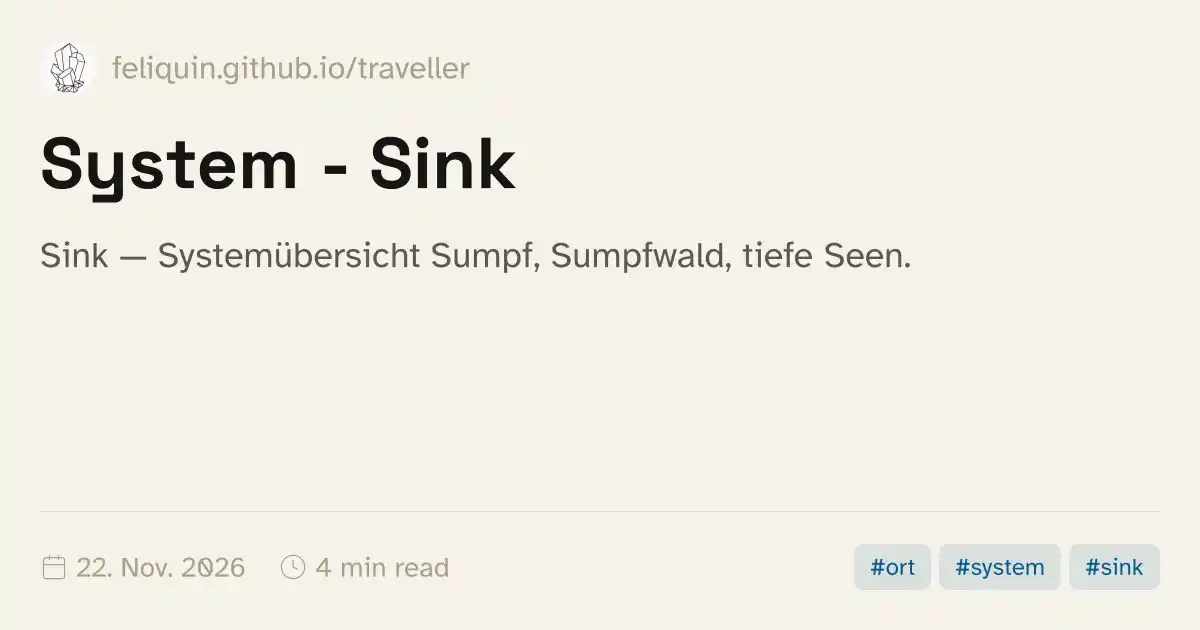 feliquin.github.io/traveller
System - Sink
Sink — Systemübersicht Sumpf, Sumpfwald, tiefe Seen.
22. Nov. 2026 4 min read #ort #system #sink